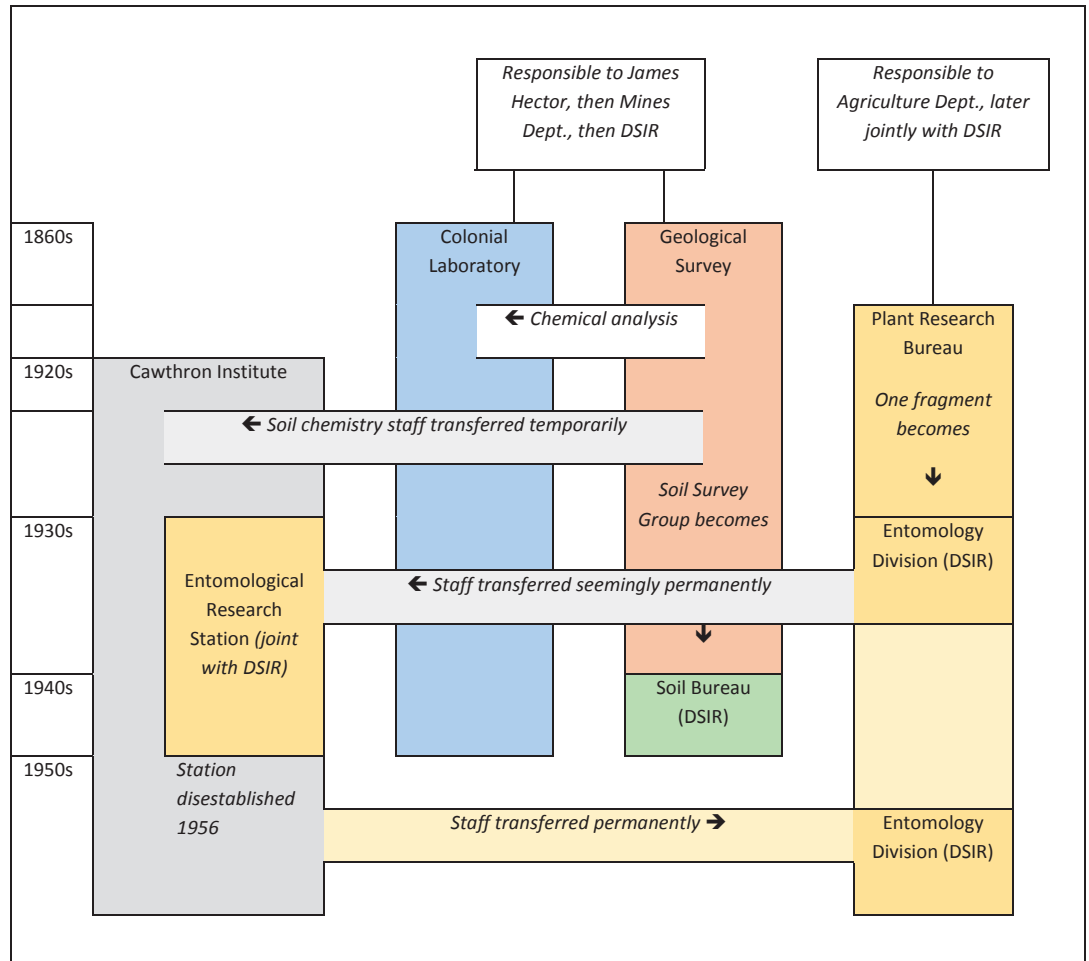 Responsible to James
Hector, then Mines
Dept., then DSIR
Responsible to
Agriculture Dept., later
jointly with DSIR
1860s
Colonial
Laboratory
Geological
Survey
← Chemical analysis
Plant Research
Bureau
1920s
Cawthron Institute
One fragment
becomes
← Soil chemistry staff transferred temporarily
↓
Soil Survey
Group becomes
1930s
Entomology
Division (DSIR)
Entomological
Research
Station (joint
with DSIR)
← Staff transferred seemingly permanently
↓
1940s
Soil Bureau
(DSIR)
1950s
Station
disestablished
1956
Staff transferred permanently →
Entomology
Division (DSIR)